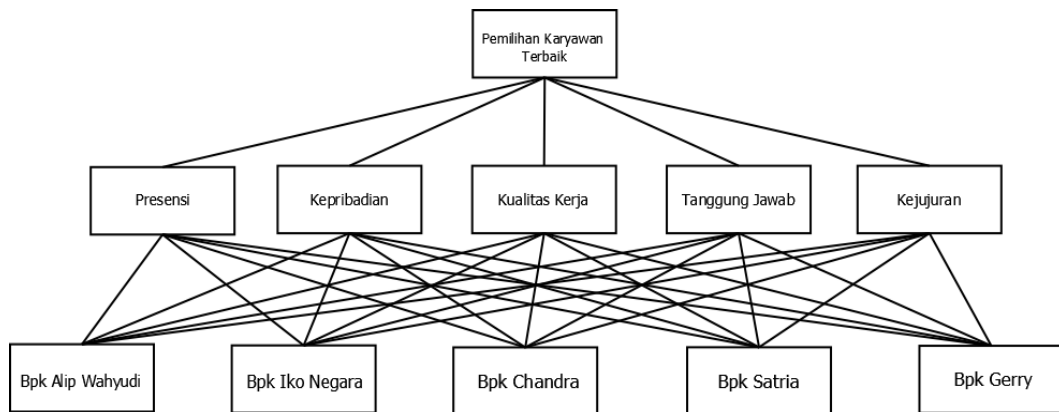 Pemilihan Karyawan
Terbaik
Presensi
Kepribadian
Kualitas Kerja
Tanggung Jawab
Kejujuran
Bpk Alip Wahyudi
Bpk Iko Negara
Bpk Chandra
Bpk Satria
Bpk Gerry